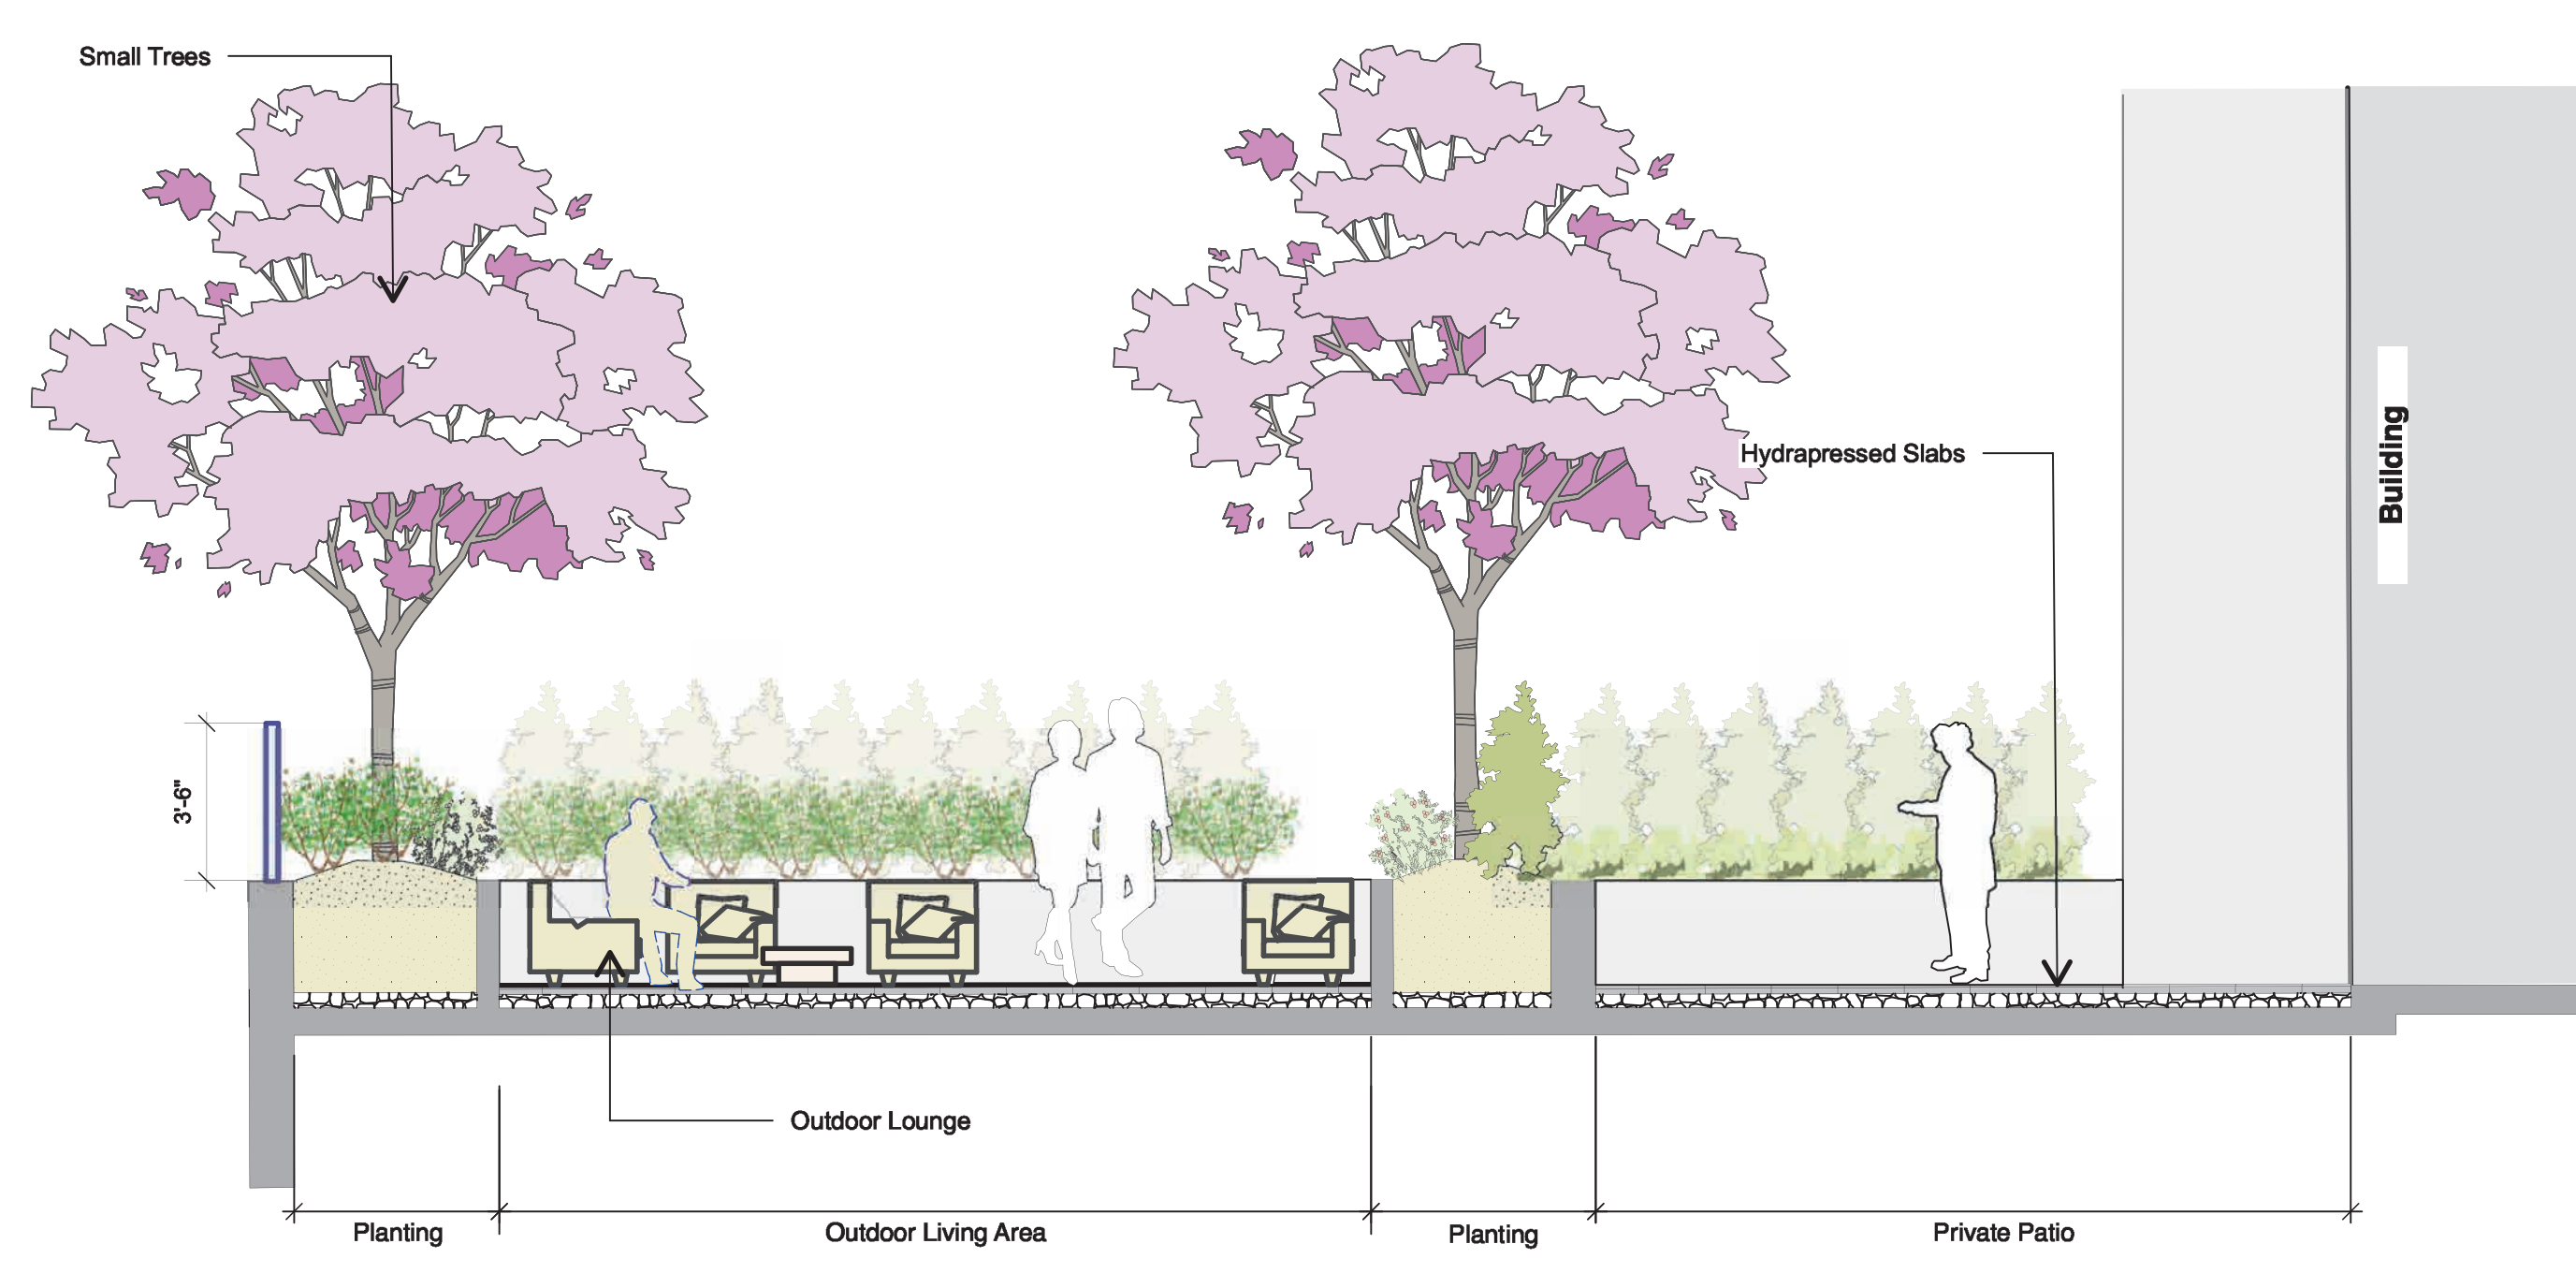 Small Trees
Hydrapressed Slabs
Building
3'-6"
Outdoor Lounge
Planting
Outdoor Living Area
Planting
Private Patio